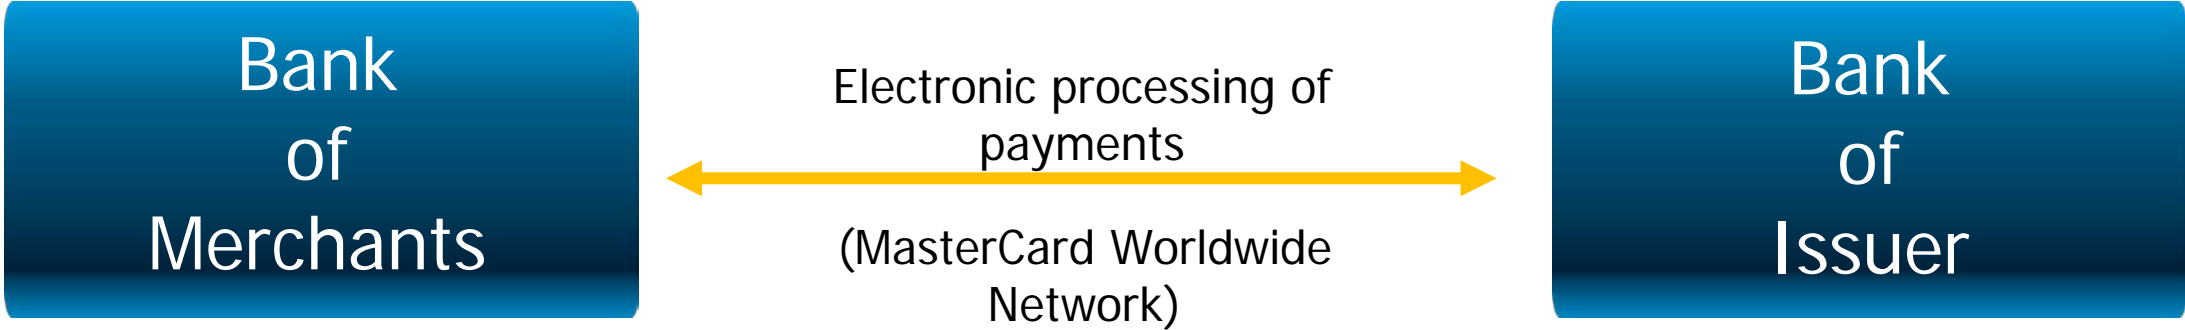 Bank
of
Merchants
Electronic processing of
payments
(MasterCard Worldwide
Network)
Bank
of
Issuer